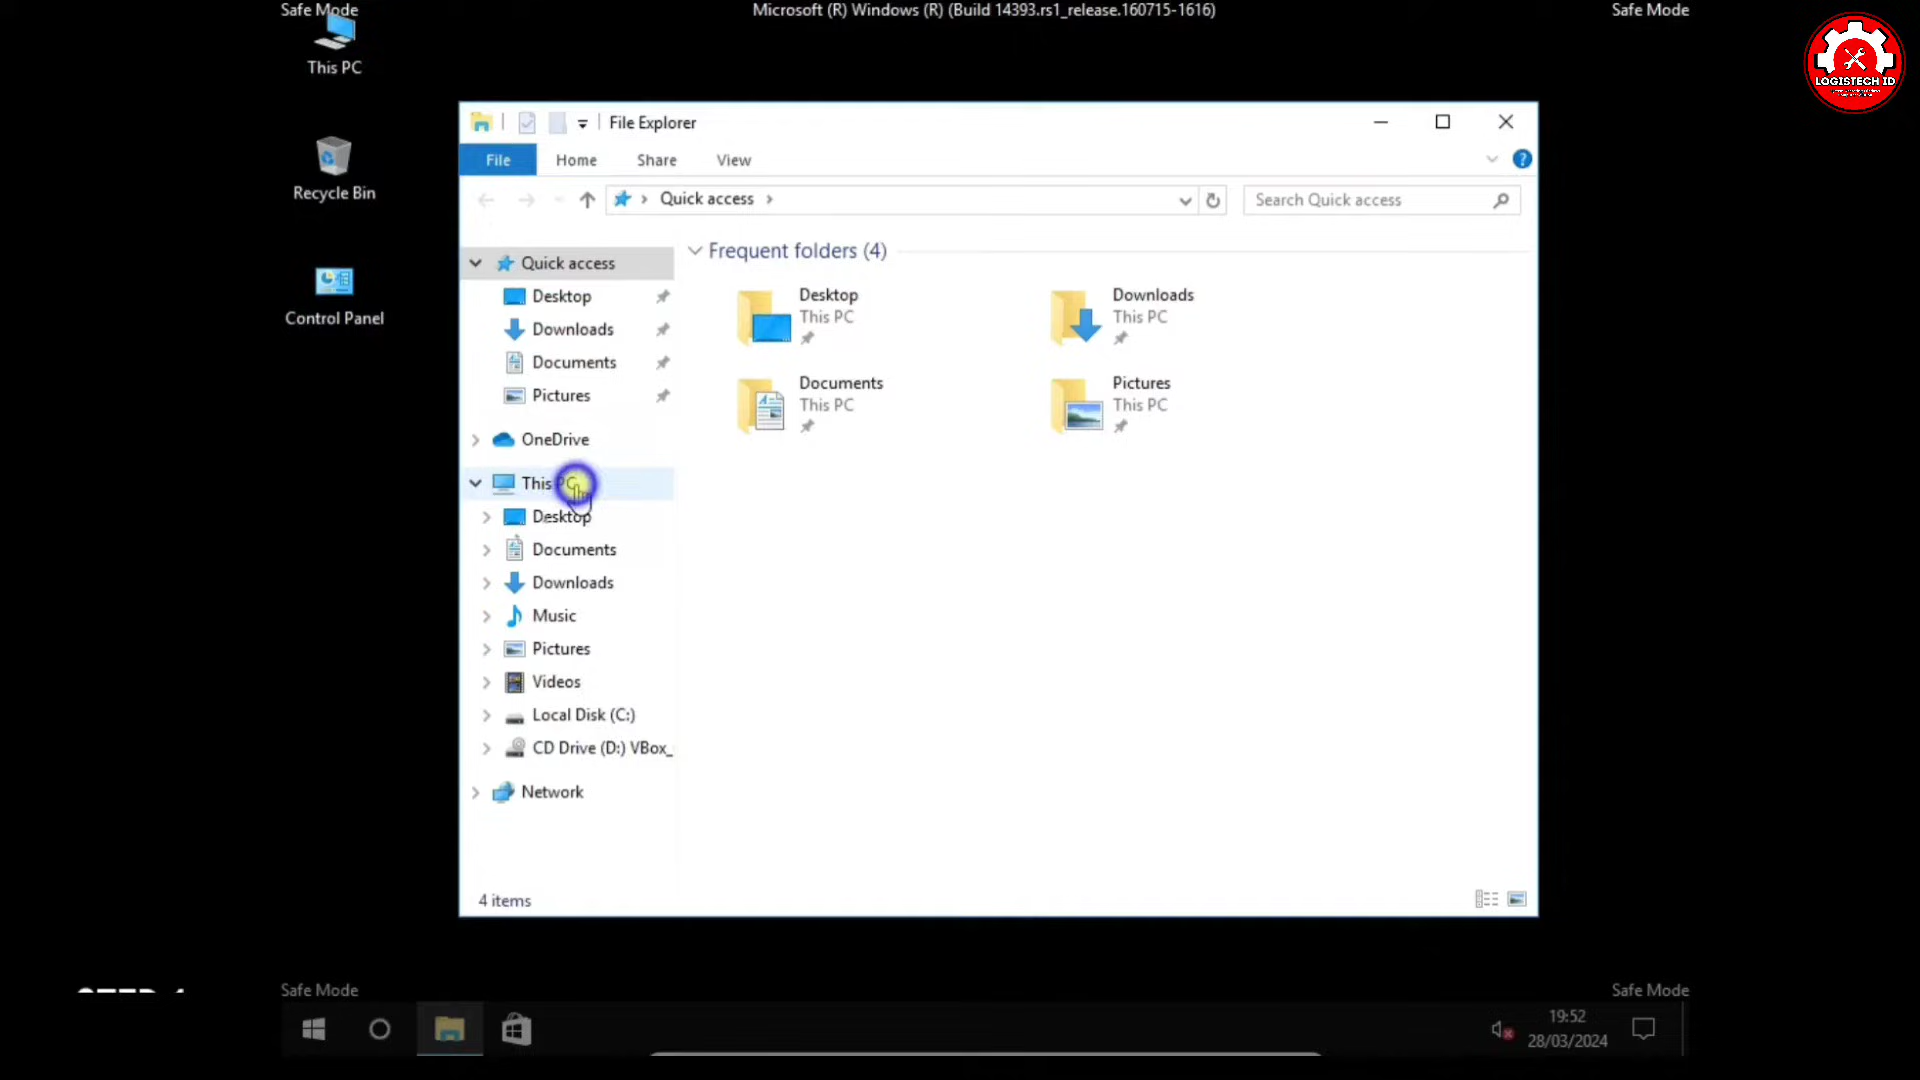 Safe Mode
Microsoft (R) Windows (R) (Build 14393.rs1_release.160715-1616)
Safe Mode
LOGISTECH ID
This PC
Recycle Bin
Control Panel
File Explorer
File
Home
Share
View
Quick access
Search Quick access
Quick access
Desktop
Downloads
Documents
Pictures
OneDrive
This PC
Desktop
Documents
Downloads
Music
Pictures
Videos
Local Disk (C:)
CD Drive (D:) VBox_
Network
Frequent folders (4)
Desktop
This PC
Downloads
This PC
Documents
This PC
Pictures
This PC
4 items
Safe Mode
Safe Mode
19:52
28/03/2024